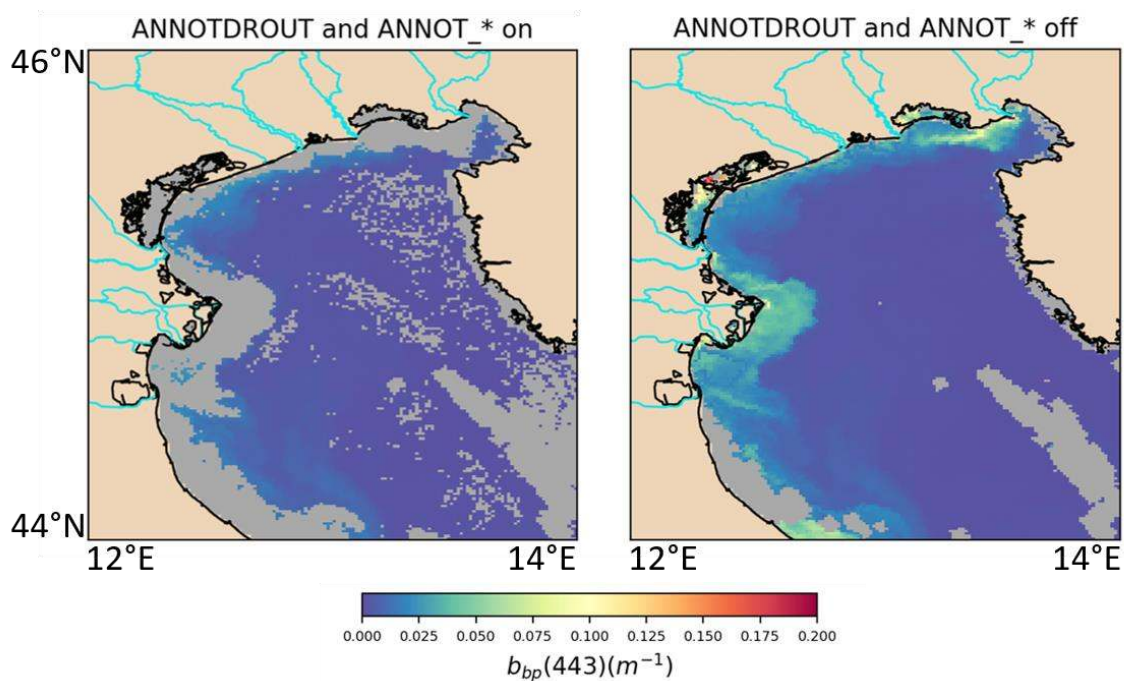 ANNOTDROUT and ANNOT_* on
ANNOTDROUT and ANNOT_* off
46°N
44°N
12°E
14°E
12°E
14°E
0.000 0.025 0.050 0.075 0.100 0.125 0.150 0.175 0.200
b_bp(443)(m⁻¹)